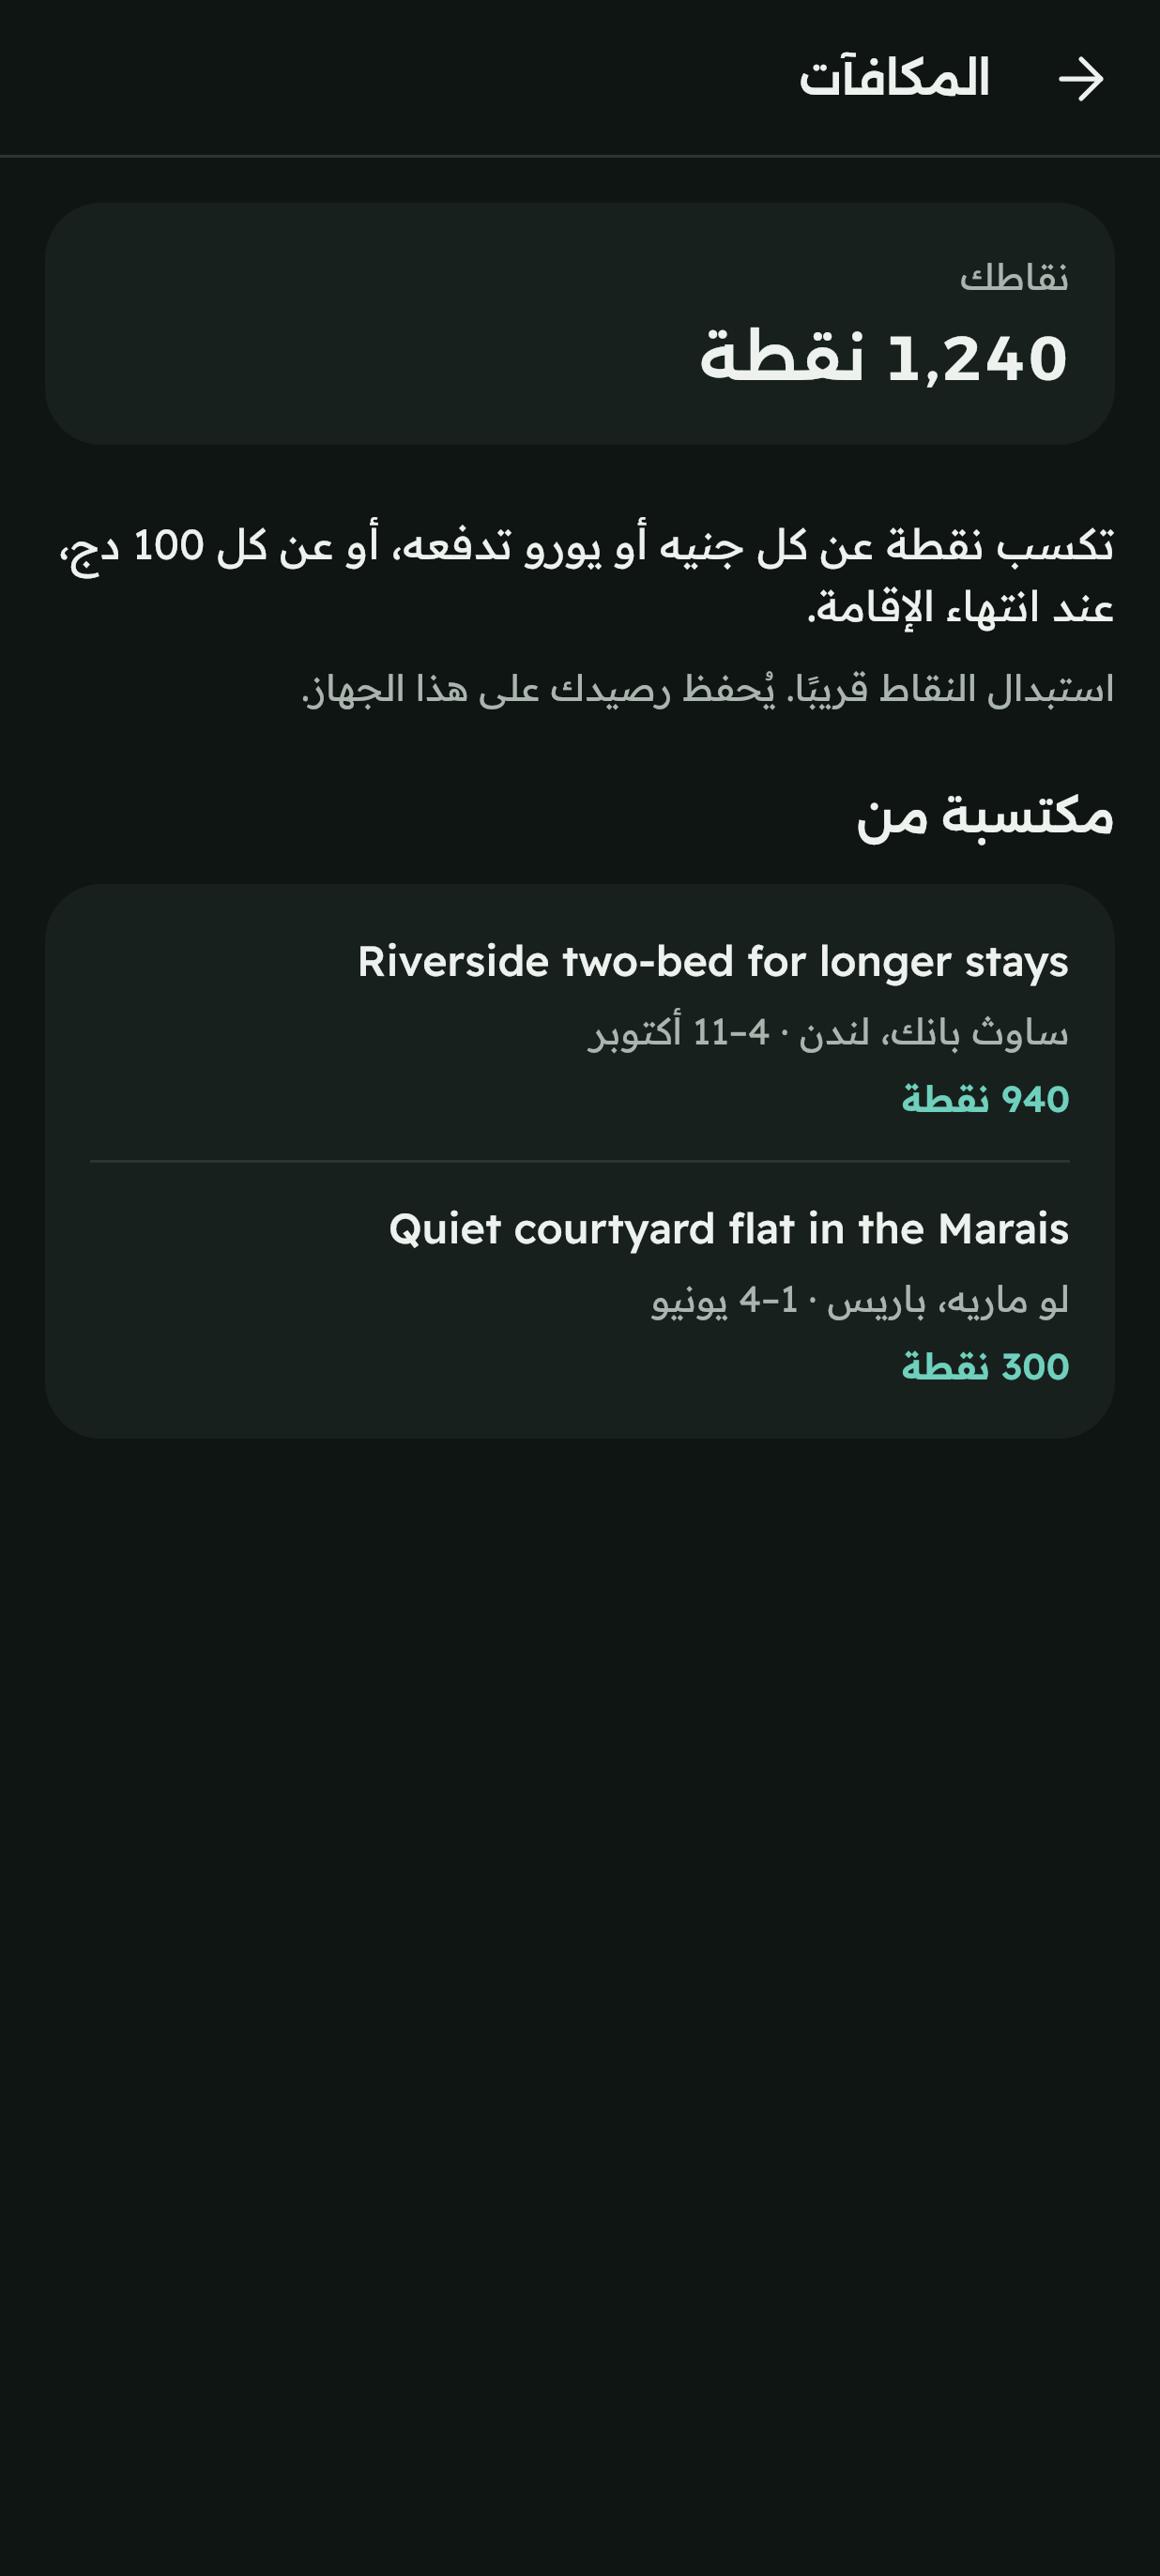 المكافآت
نقاطك
1,240 نقطة
تكسب نقطة عن كل جنيه أو يورو تدفعه، أو عن كل 100 دج،
عند انتهاء الإقامة.
استبدال النقاط قريبًا. يُحفظ رصيدك على هذا الجهاز.
مكتسبة من
Riverside two-bed for longer stays
ساوث بانك، لندن · 4–11 أكتوبر
940 نقطة
Quiet courtyard flat in the Marais
لو ماريه، باريس · 1–4 يونيو
300 نقطة